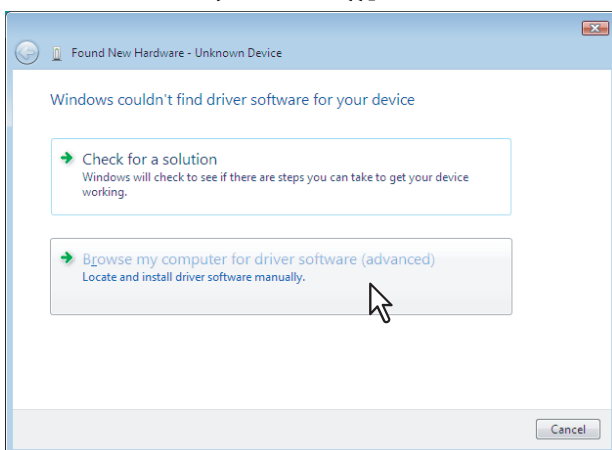 Found New Hardware - Unknown Device
Windows couldn't find driver software for your device
Check for a solution
Windows will check to see if there are steps you can take to get your device
working.
Browse my computer for driver software (advanced)
Locate and install driver software manually.
Cancel